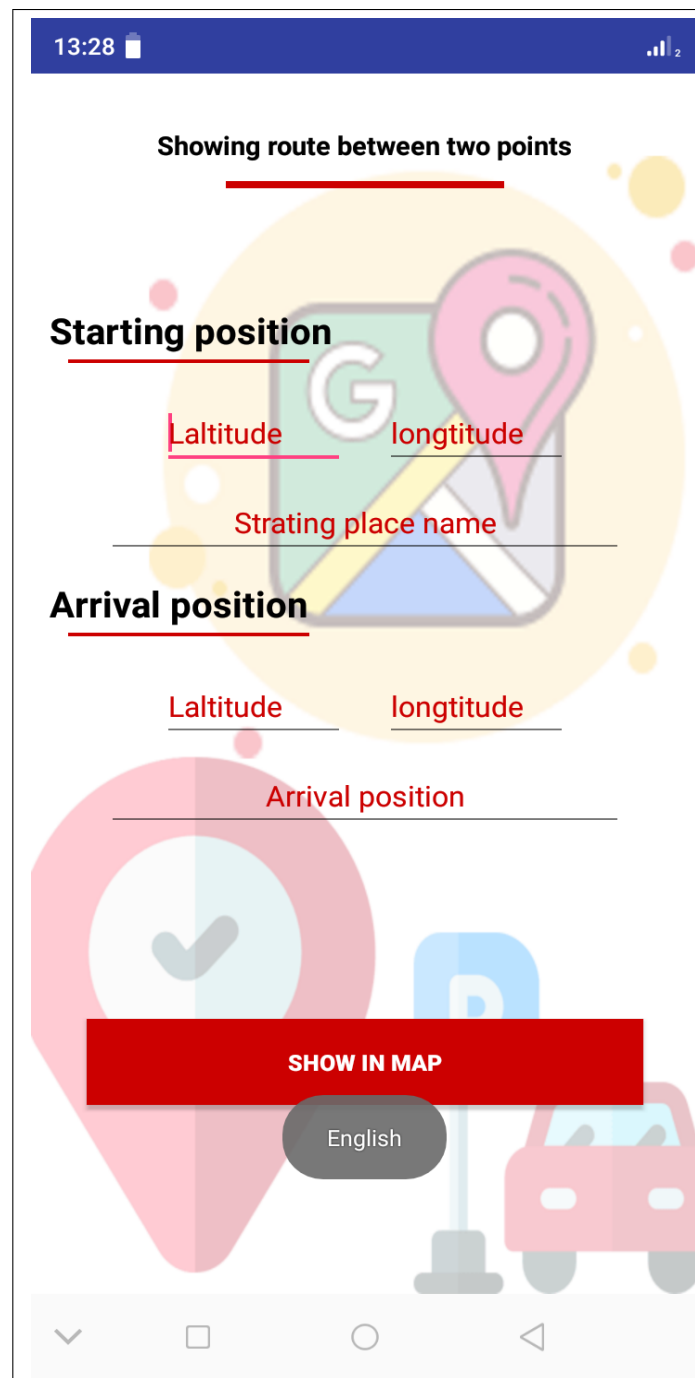 13:28
2
Showing route between two points
G
Starting position
Laltitude longtitude
Strating place name
Arrival position
Laltitude longtitude
Arrival position
P
SHOW IN MAP
English